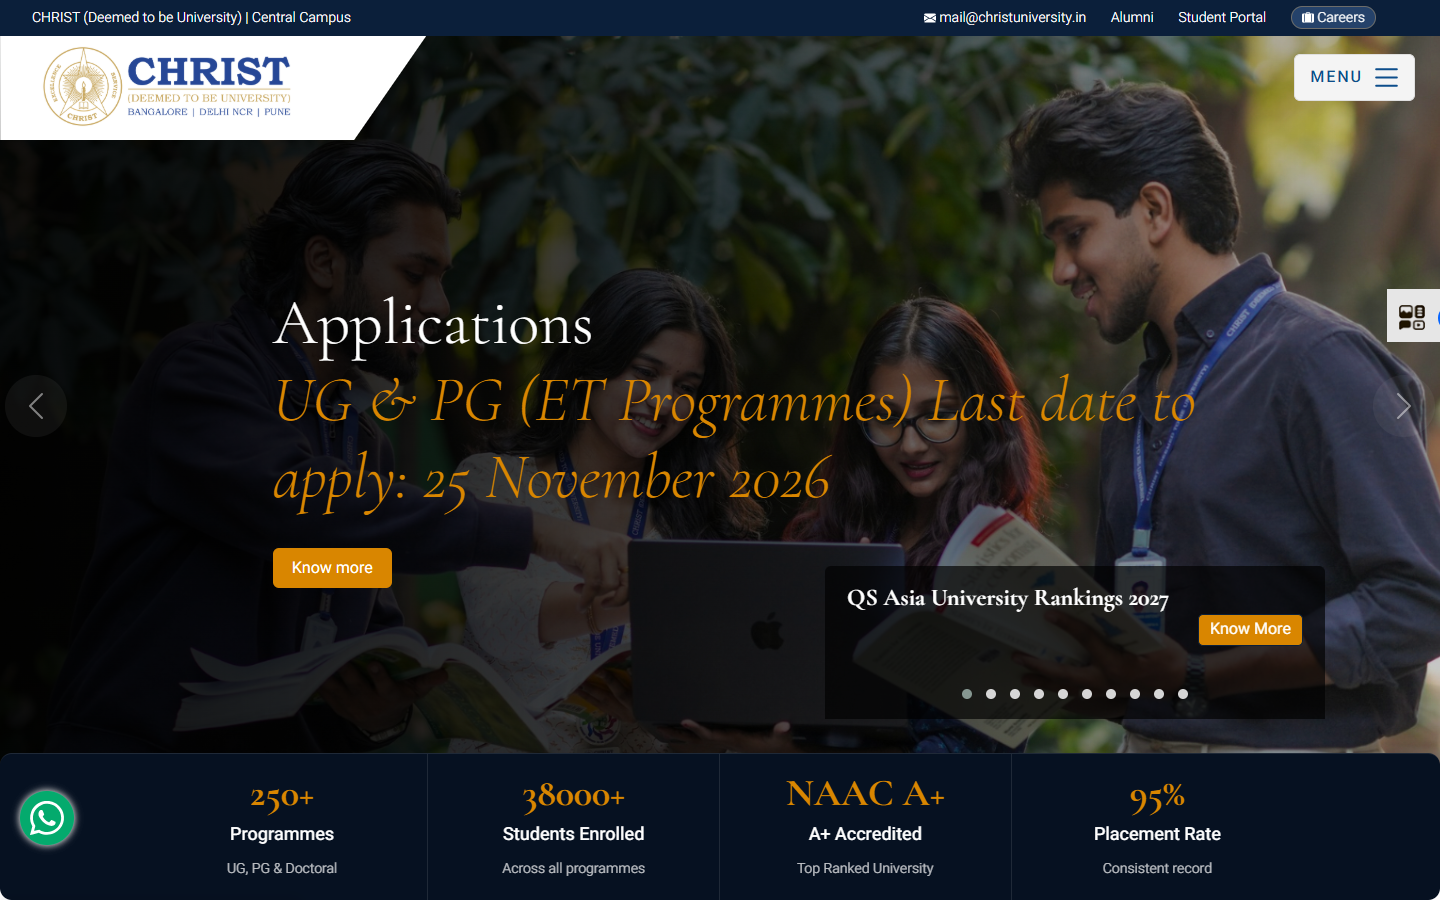 CHRIST (Deemed to be University) | Central Campus
mail@christuniversity.in
Alumni
Student Portal
Careers
EXCELLENCE
SERVICE
CHRIST
CHRIST
(DEEMED TO BE UNIVERSITY)
BANGALORE | DELHI NCR | PUNE
MENU
Applications
UG & PG (ET Programmes) Last date to
apply: 25 November 2026
Know more
QS Asia University Rankings 2027
Know More
250+
Programmes
UG, PG & Doctoral
38000+
Students Enrolled
Across all programmes
NAAC A+
A+ Accredited
Top Ranked University
95%
Placement Rate
Consistent record